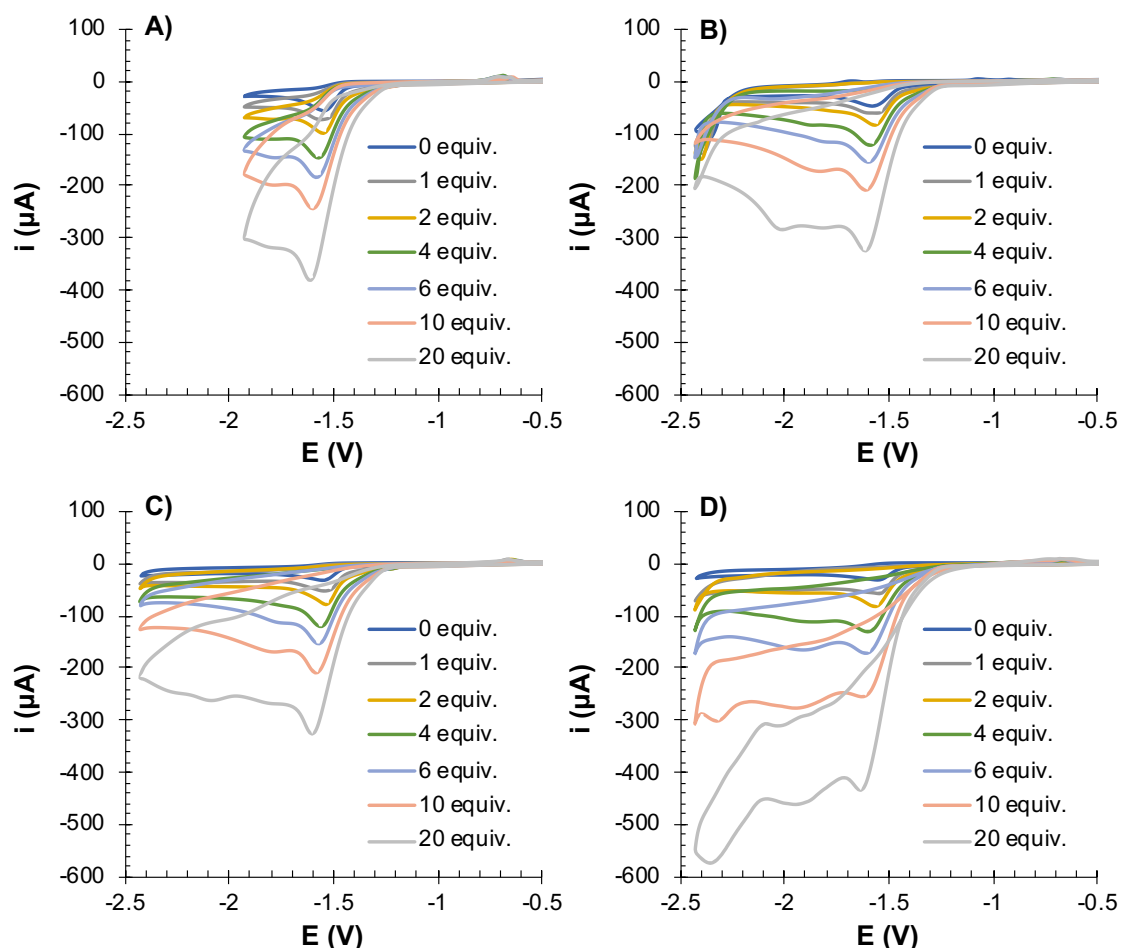 A)
100
0
-100
-200
-300
-400
-500
-600
i (µA)
0 equiv.
1 equiv.
2 equiv.
4 equiv.
6 equiv.
10 equiv.
20 equiv.
-2.5 -2 -1.5 -1 -0.5
E (V)
B)
100
0
-100
-200
-300
-400
-500
-600
i (µA)
0 equiv.
1 equiv.
2 equiv.
4 equiv.
6 equiv.
10 equiv.
20 equiv.
-2.5 -2 -1.5 -1 -0.5
E (V)
C)
100
0
-100
-200
-300
-400
-500
-600
i (µA)
0 equiv.
1 equiv.
2 equiv.
4 equiv.
6 equiv.
10 equiv.
20 equiv.
-2.5 -2 -1.5 -1 -0.5
E (V)
D)
100
0
-100
-200
-300
-400
-500
-600
i (µA)
0 equiv.
1 equiv.
2 equiv.
4 equiv.
6 equiv.
10 equiv.
20 equiv.
-2.5 -2 -1.5 -1 -0.5
E (V)